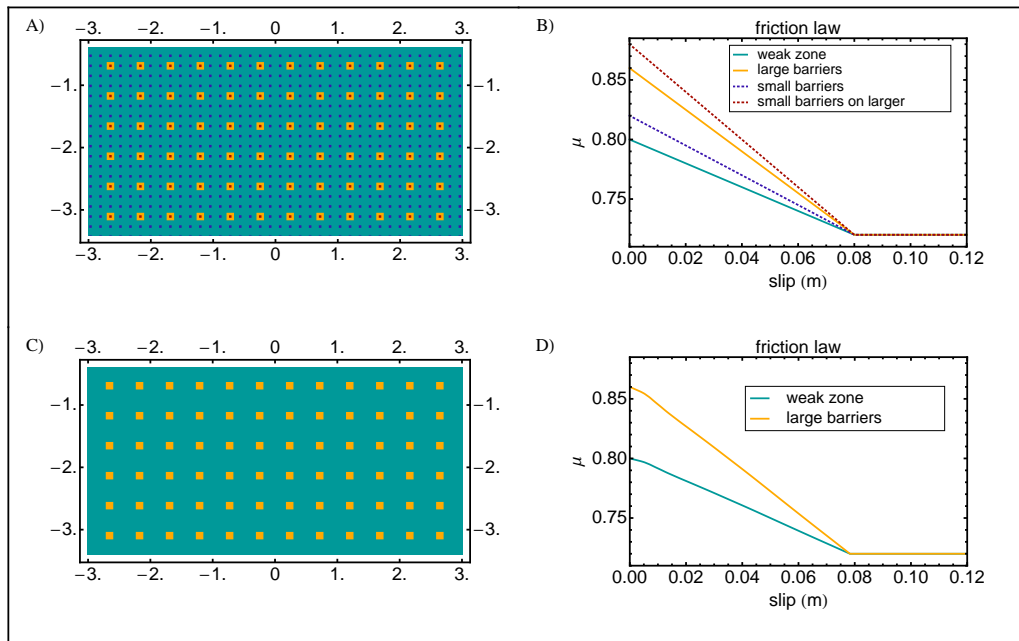 A)
−3. −2. −1. 0 1. 2. 3.
−1. −1.
−2. −2.
−3. −3.
−3. −2. −1. 0 1. 2. 3.
B)
friction law
weak zone
large barriers
small barriers
small barriers on larger
0.85
0.80
0.75
μ
0.00 0.02 0.04 0.06 0.08 0.10 0.12
slip (m)
C)
−3. −2. −1. 0 1. 2. 3.
−1. −1.
−2. −2.
−3. −3.
−3. −2. −1. 0 1. 2. 3.
D)
friction law
weak zone
large barriers
0.85
0.80
0.75
μ
0.00 0.02 0.04 0.06 0.08 0.10 0.12
slip (m)